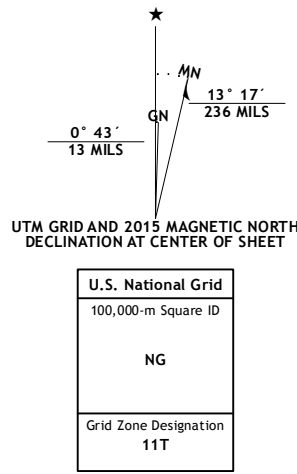 ★
MN
GN
13° 17´
236 MILS
0° 43´
13 MILS
UTM GRID AND 2015 MAGNETIC NORTH
DECLINATION AT CENTER OF SHEET
U.S. National Grid
100,000-m Square ID
NG
Grid Zone Designation
11T